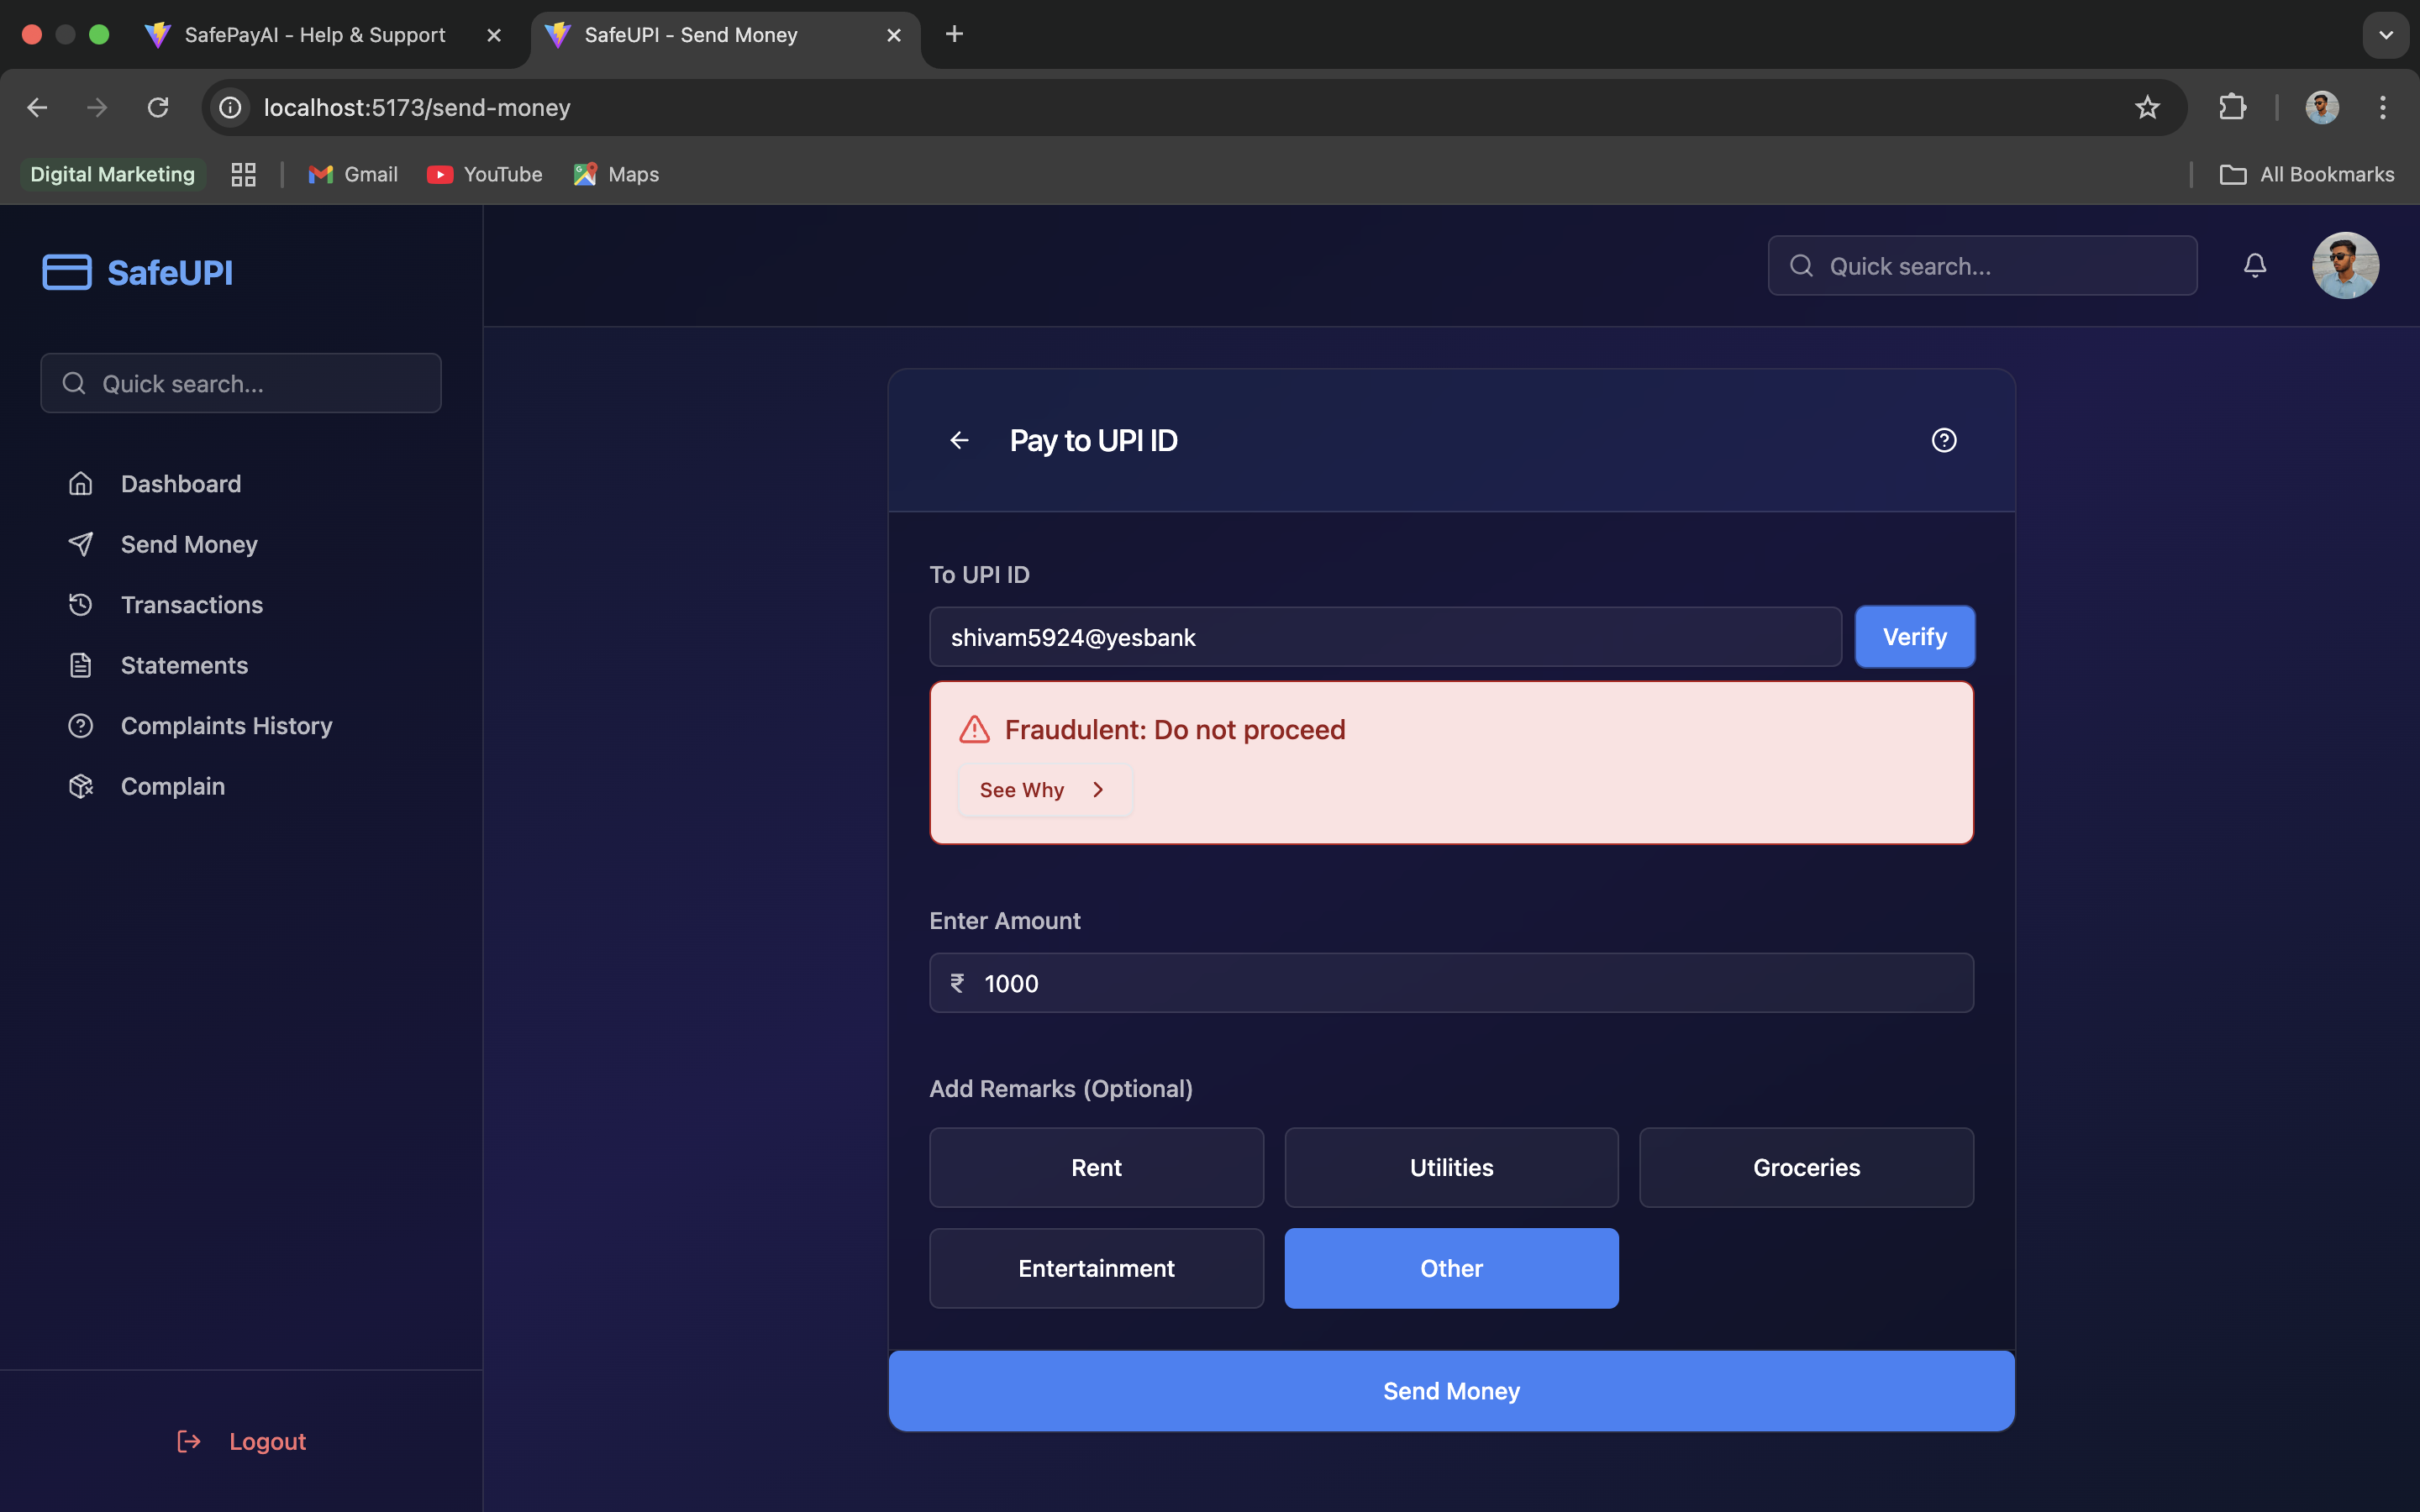 SafePayAI - Help & Support
SafeUPI - Send Money
localhost:5173/send-money
Digital Marketing
Gmail
YouTube
Maps
All Bookmarks
SafeUPI
Quick search...
Quick search...
Dashboard
Send Money
Transactions
Statements
Complaints History
Complain
Logout
Pay to UPI ID
To UPI ID
shivam5924@yesbank
Verify
Fraudulent: Do not proceed
See Why
Enter Amount
₹ 1000
Add Remarks (Optional)
Rent
Utilities
Groceries
Entertainment
Other
Send Money